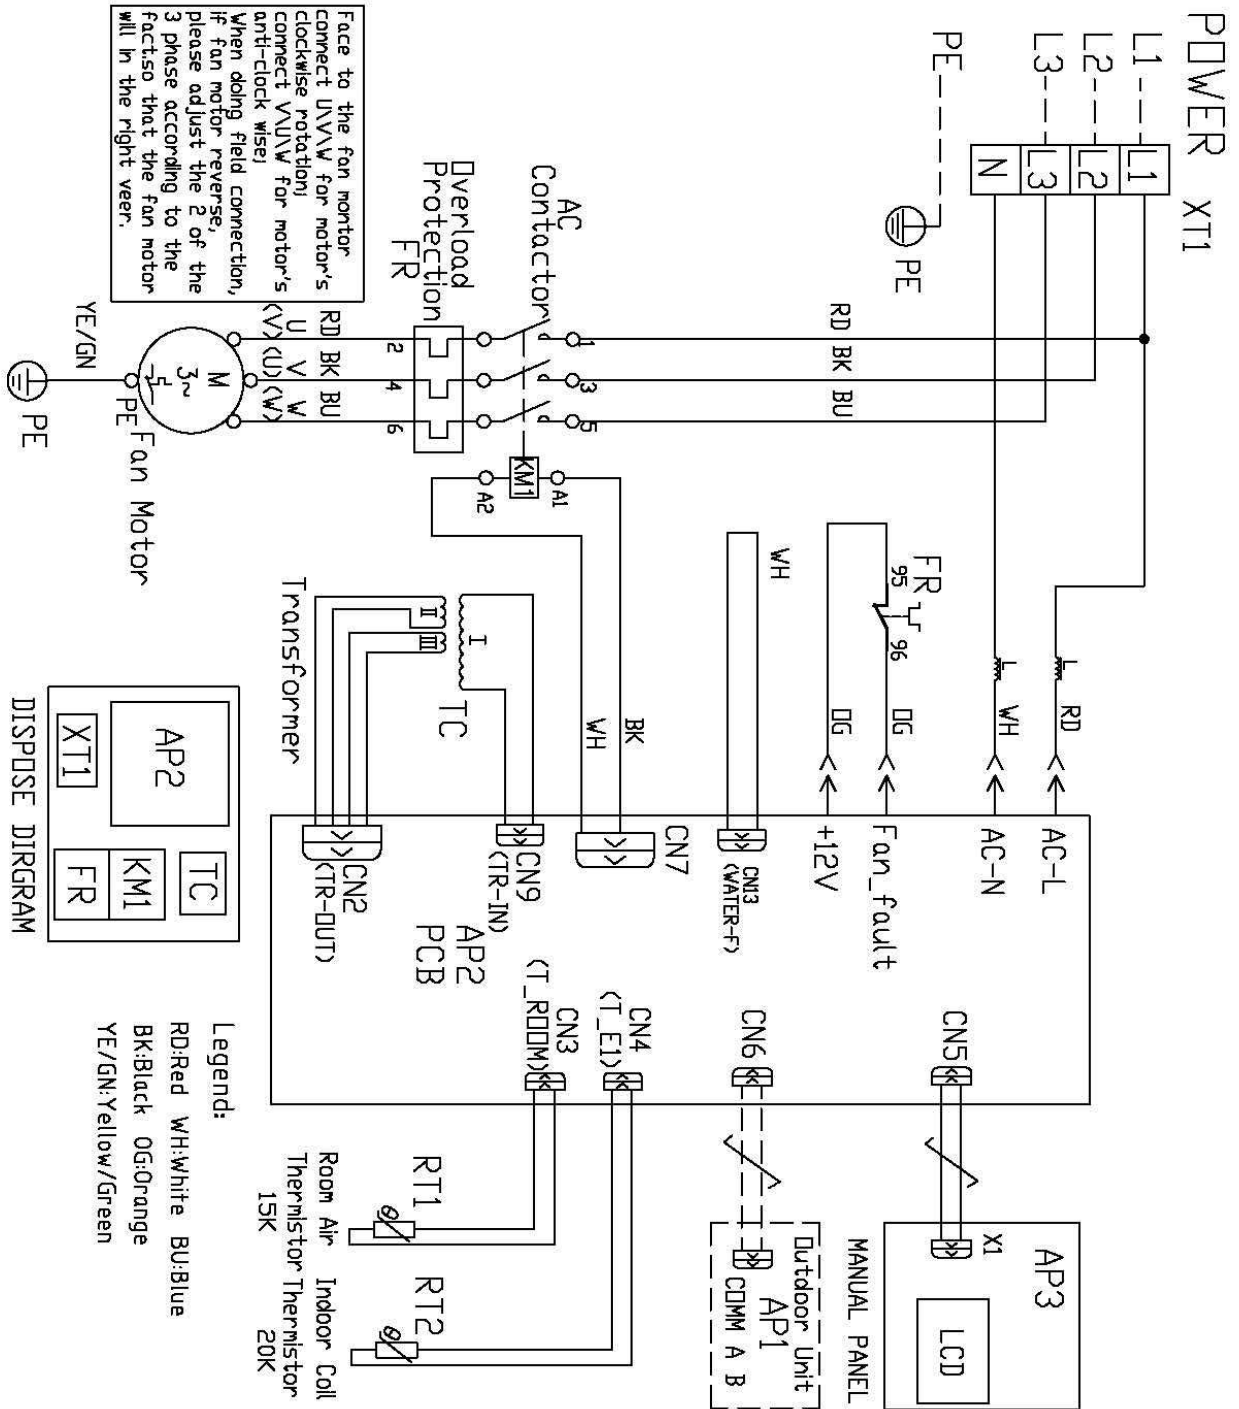 POWER
XT1
L1
L2
L3
PE
L1
L2
L3
N
PE
RD
BK
BU
1
3
5
AC
Contactor
Overload
Protection
FR
2
4
6
RD
BK
BU
U
V
W
(V)
(U)
(W)
M
3~
PE
YE/GN
PE
Fan Motor
Face to the fan montor
connect U\V\W for motor's
clockwise rotation;
connect V\U\W for motor's
anti-clock wise;
When doing field connection,
if fan motor reverse,
please adjust the 2 of the
3 phase according to the
fact.so that the fan motor
will in the right veer.
KM1
A1
A2
WH
FR
95
96
L
L
RD
WH
OG
OG
BK
WH
TC
I
II
III
Transformer
AC-L
AC-N
Fan_fault
+12V
CN13
(WATER-F)
CN7
CN9
(TR-IN)
CN2
(TR-OUT)
AP2
PCB
CN5
CN6
CN4
(T_E1)
CN3
(T_ROOM)
AP3
X1
LCD
MANUAL PANEL
Outdoor Unit
AP1
COMM A B
RT1
RT2
Room Air
Thermistor
15K
Indoor Coil
Thermistor
20K
AP2
XT1
TC
KM1
FR
DISPOSE DIRGRAM
Legend:
RD:Red WH:White BU:Blue
BK:Black OG:Orange
YE/GN:Yellow/Green